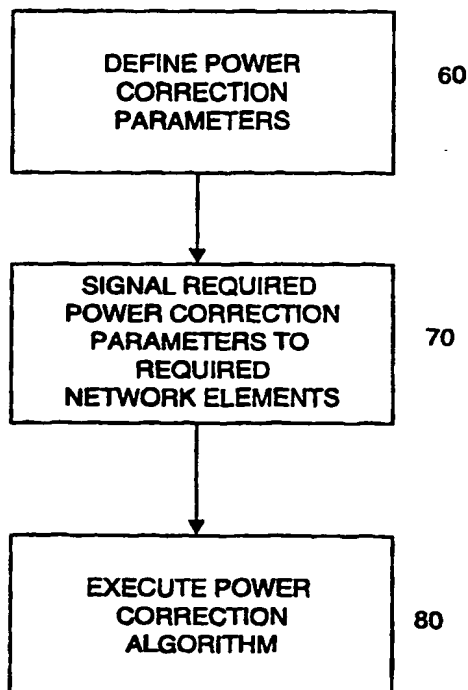 DEFINE POWER
CORRECTION
PARAMETERS
60
SIGNAL REQUIRED
POWER CORRECTION
PARAMETERS TO
REQUIRED
NETWORK ELEMENTS
70
EXECUTE POWER
CORRECTION
ALGORITHM
80